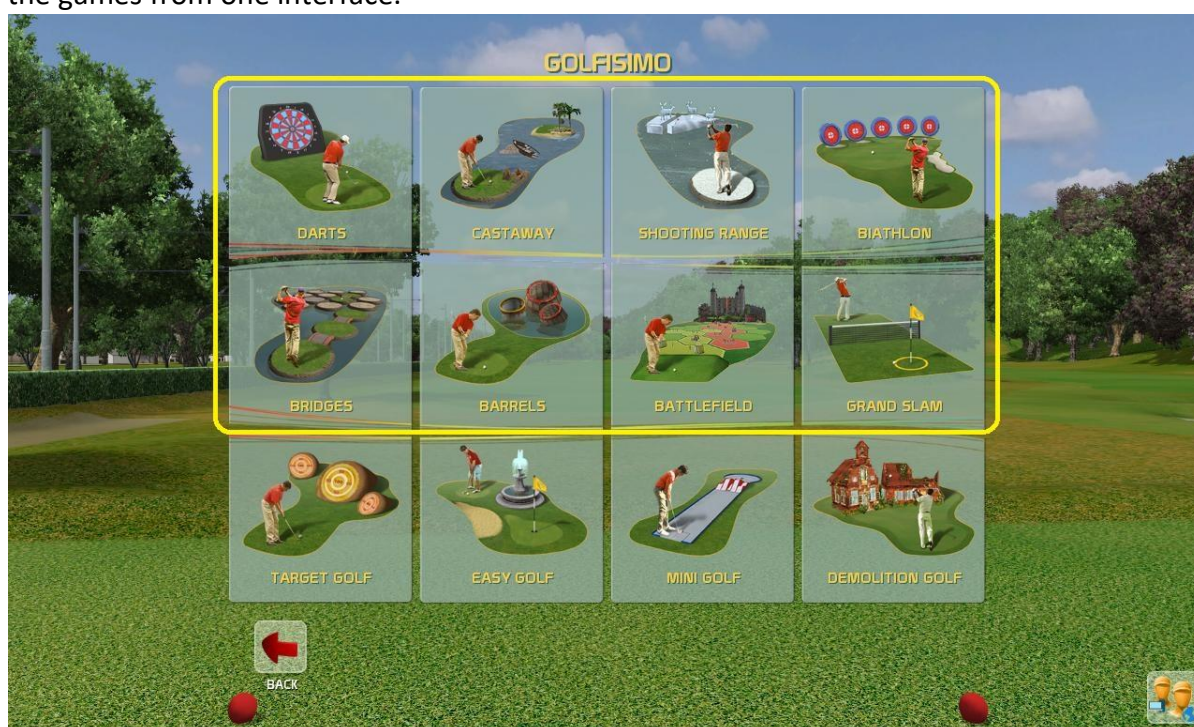 the games from one interface.
GOLFISIMO
DARTS
CASTAWAY
SHOOTING RANGE
BIATHLON
BRIDGES
BARRELS
BATTLEFIELD
GRAND SLAM
TARGET GOLF
EASY GOLF
MINI GOLF
DEMOLITION GOLF
BACK